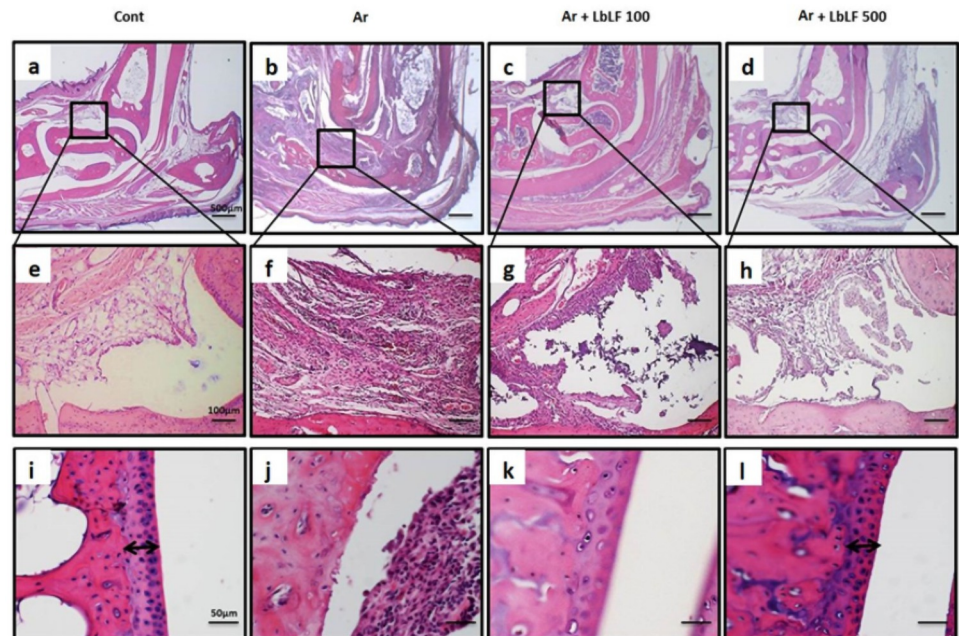 Cont Ar Ar + LbLF 100 Ar + LbLF 500
a b c d
500µm
e f g h
100µm
i j k l
50µm